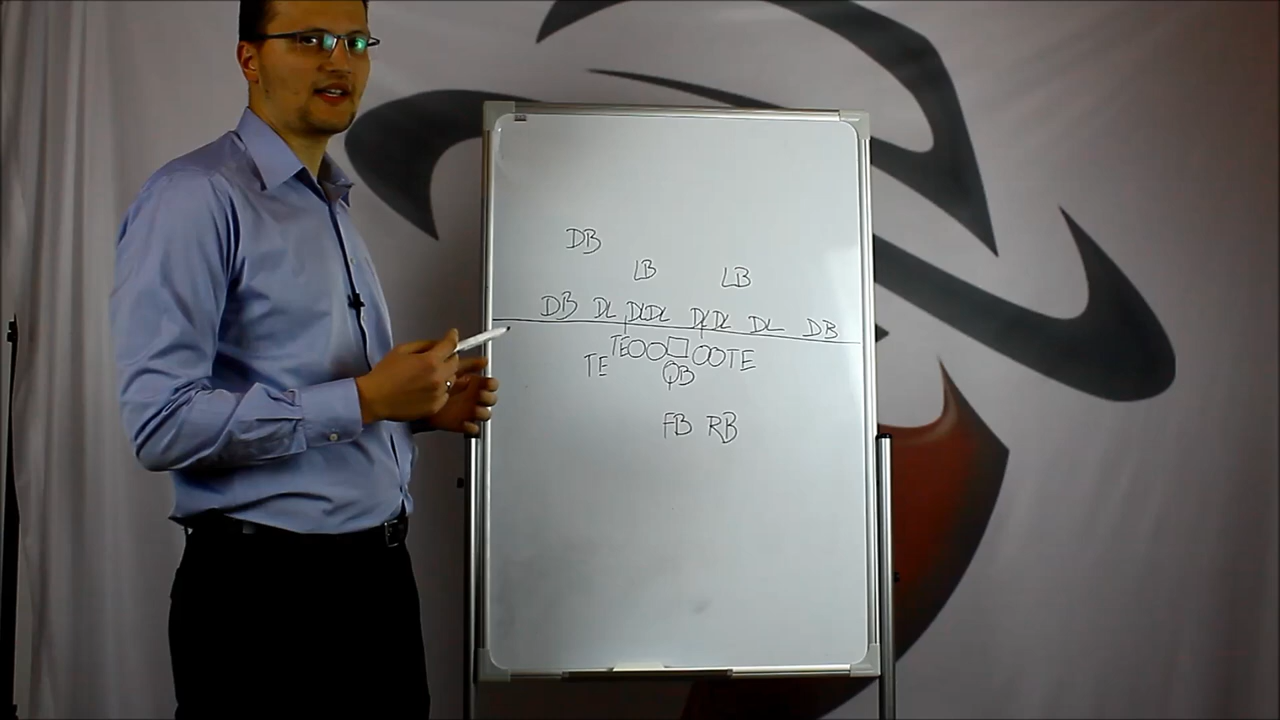 DB
LB LB
DB DL DL DL DL DL DL DB
TE OO□OO TE
TE QB
FB RB